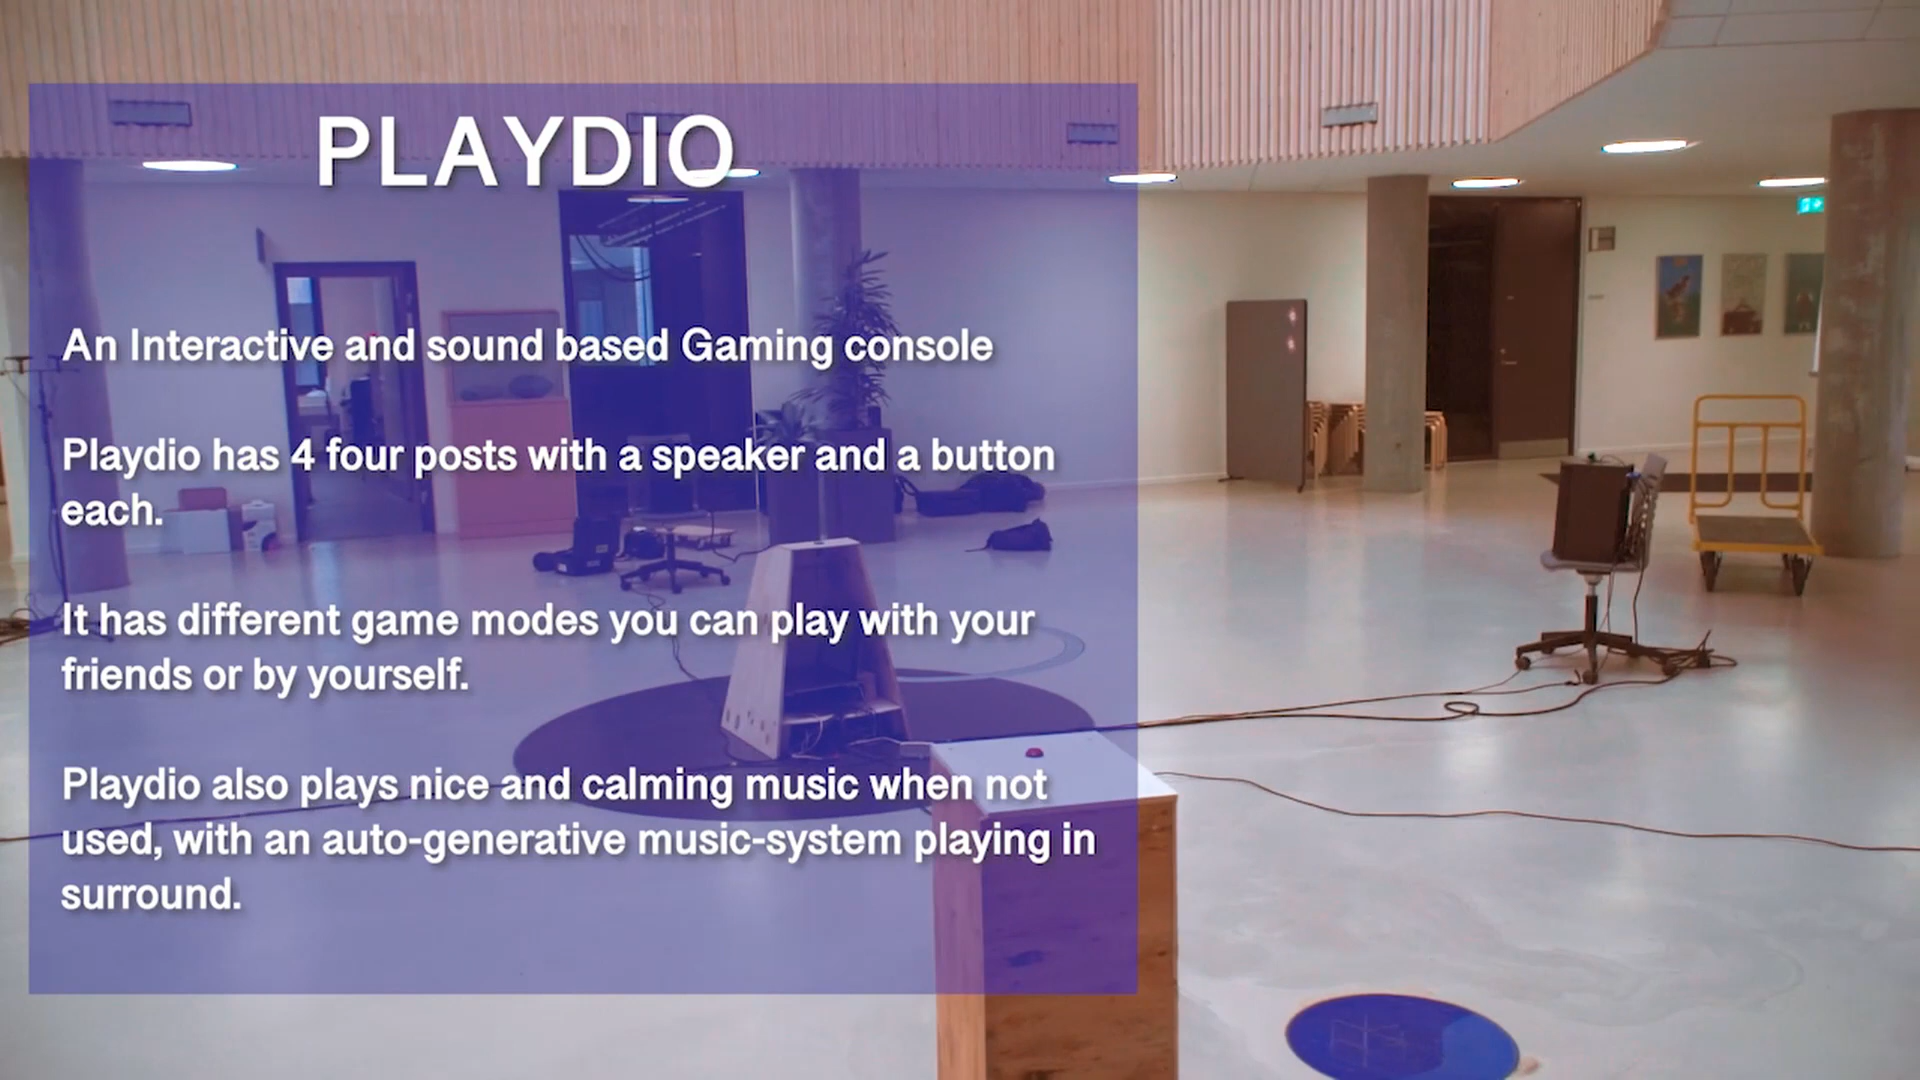 PLAYDIO
An Interactive and sound based Gaming console
Playdio has 4 four posts with a speaker and a button
each.
It has different game modes you can play with your
friends or by yourself.
Playdio also plays nice and calming music when not
used, with an auto-generative music-system playing in
surround.